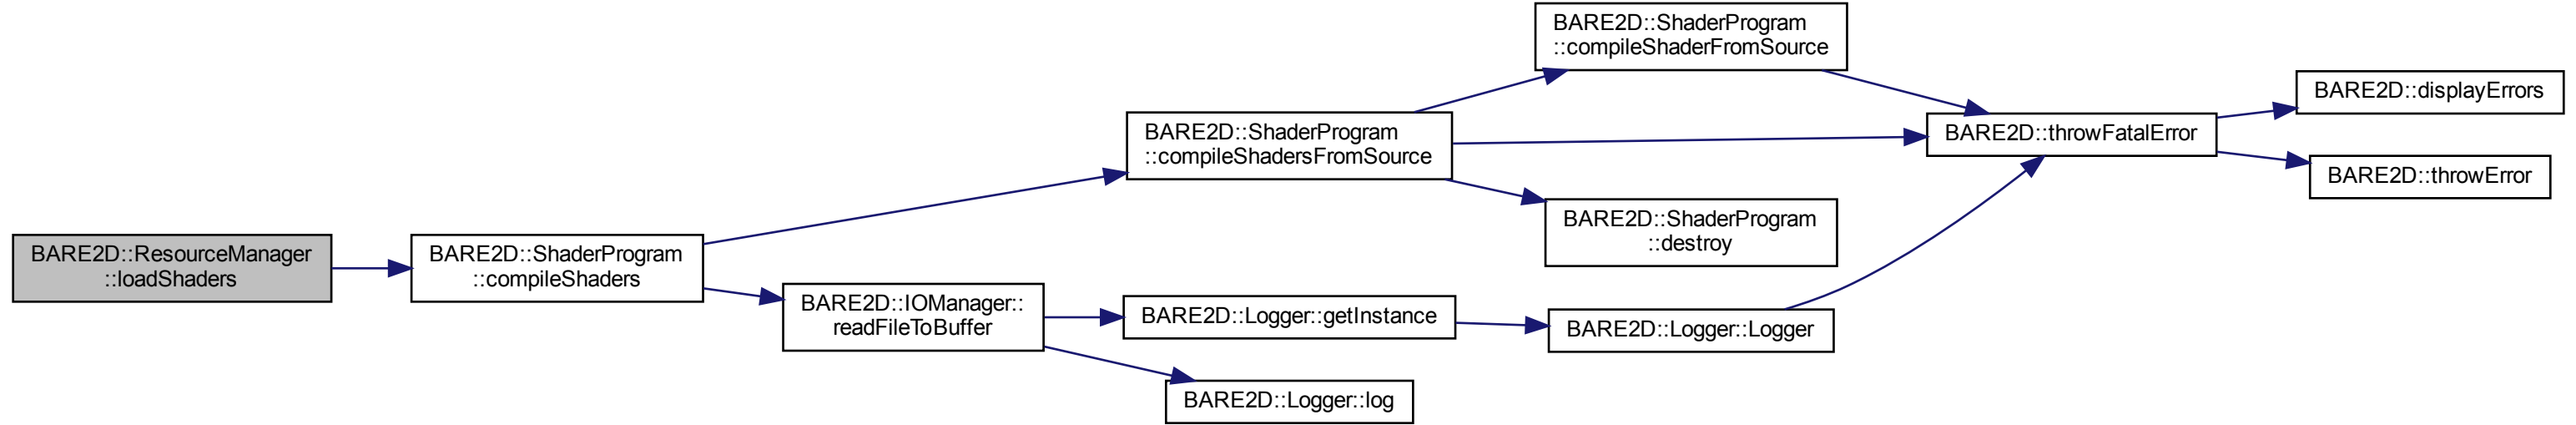 BARE2D::ResourceManager
::loadShaders
BARE2D::ShaderProgram
::compileShaders
BARE2D::ShaderProgram
::compileShadersFromSource
BARE2D::ShaderProgram
::compileShaderFromSource
BARE2D::throwFatalError
BARE2D::displayErrors
BARE2D::throwError
BARE2D::ShaderProgram
::destroy
BARE2D::IOManager::
readFileToBuffer
BARE2D::Logger::getInstance
BARE2D::Logger::Logger
BARE2D::Logger::log